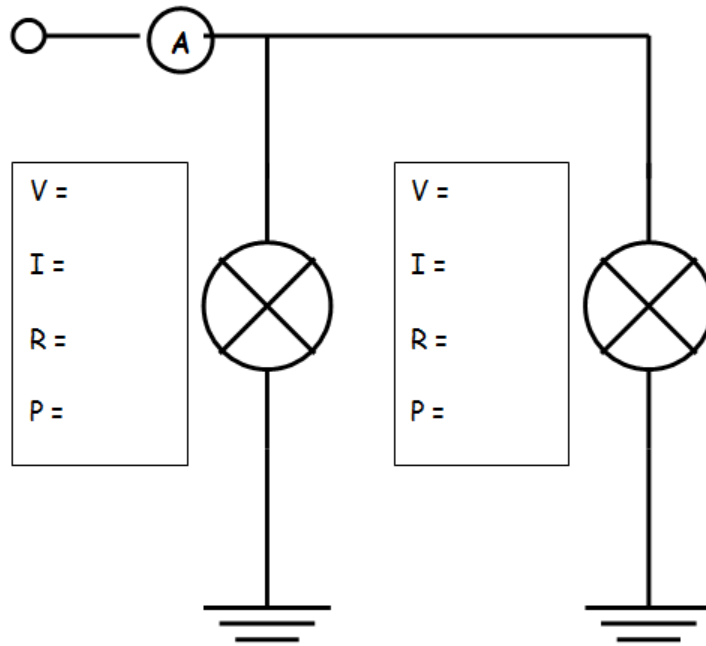 A
V =
I =
R =
P =
V =
I =
R =
P =